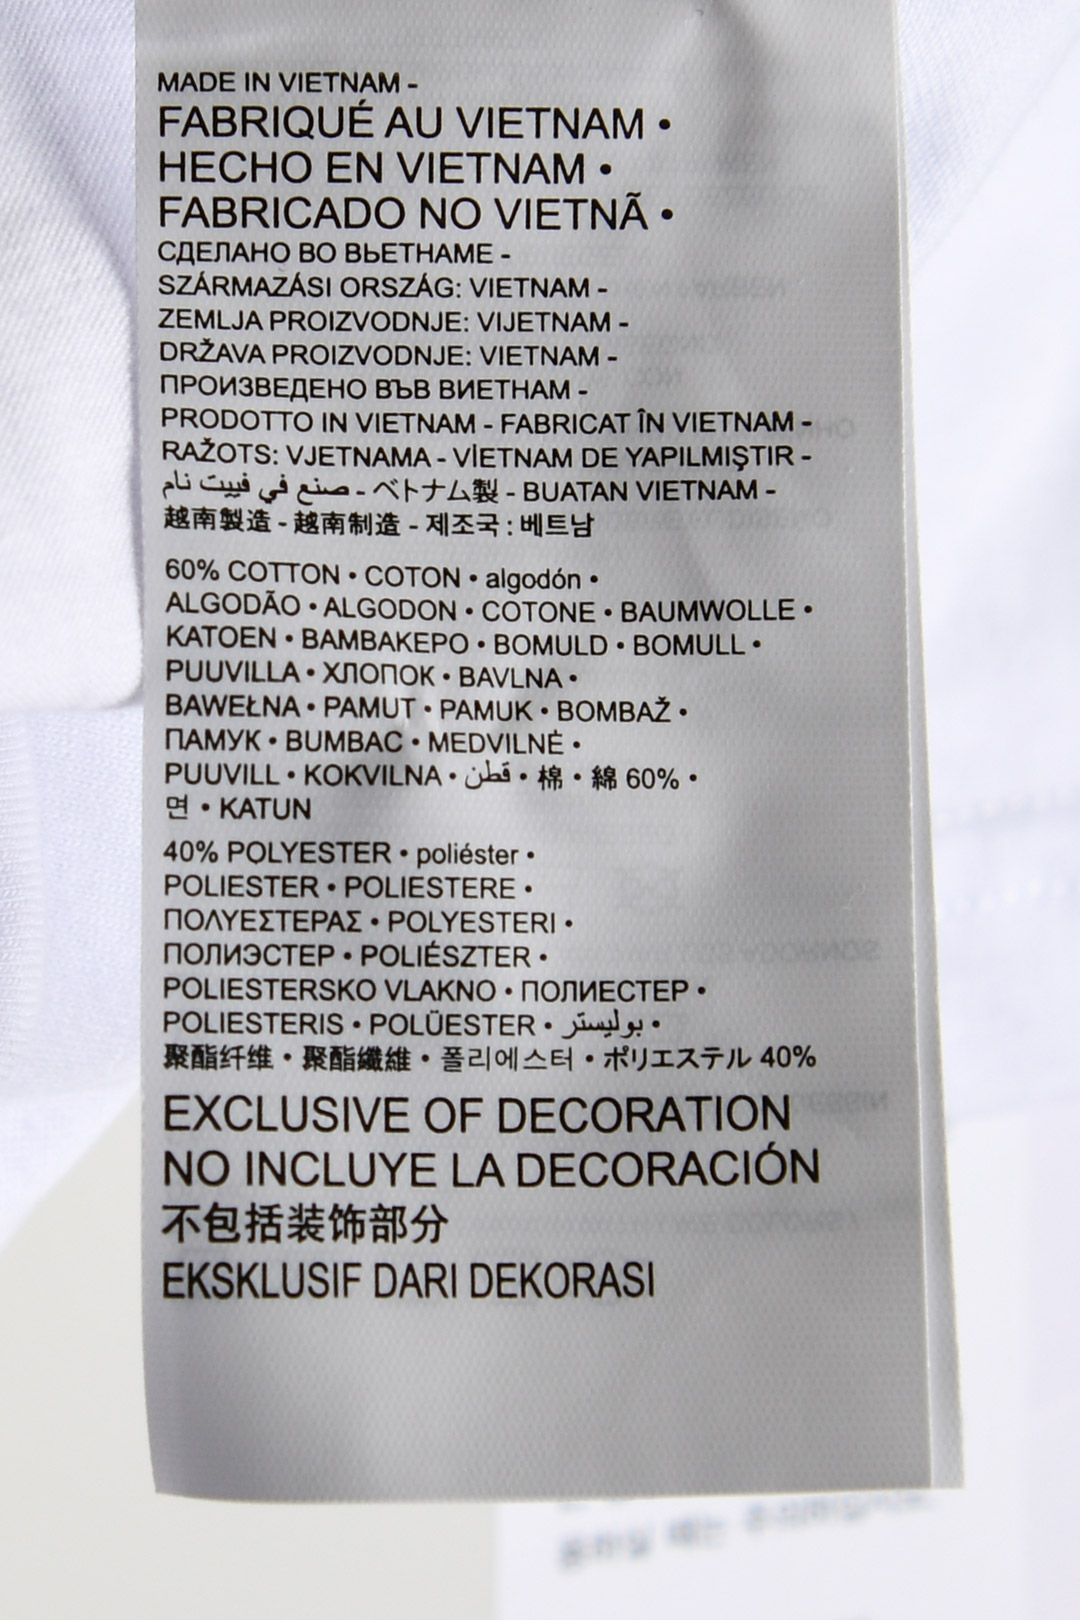 MADE IN VIETNAM -
FABRIQUÉ AU VIETNAM •
HECHO EN VIETNAM •
FABRICADO NO VIETNÃ •
СДЕЛАНО ВО ВЬЕТНАМЕ -
SZÁRMAZÁSI ORSZÁG: VIETNAM -
ZEMLJA PROIZVODNJE: VIJETNAM -
DRŽAVA PROIZVODNJE: VIETNAM -
ПРОИЗВЕДЕНО ВЪВ ВИЕТНАМ -
PRODOTTO IN VIETNAM - FABRICAT ÎN VIETNAM -
RAŽOTS: VJETNAMA - VİETNAM DE YAPILMIŞTIR -
صنع في فييت نام - ベトナム製 - BUATAN VIETNAM -
越南製造 - 越南制造 - 제조국 : 베트남
60% COTTON • COTON • algodón •
ALGODÃO • ALGODON • COTONE • BAUMWOLLE •
KATOEN • ΒΑΜΒΑΚΕΡΟ • BOMULD • BOMULL •
PUUVILLA • ХЛОПОК • BAVLNA •
BAWEŁNA • PAMUT • PAMUK • BOMBAŽ •
ПАМУК • BUMBAC • MEDVILNĖ •
PUUVILL • KOKVILNA • قطن • 棉 • 綿 60% •
면 • KATUN
40% POLYESTER • poliéster •
POLIESTER • POLIESTERE •
ΠΟΛΥΕΣΤΕΡΑΣ • POLYESTERI •
ПОЛИЭСТЕР • POLIÉSZTER •
POLIESTERSKO VLAKNO • ПОЛИЕСТЕР •
POLIESTERIS • POLÜESTER • بوليستر •
聚酯纤维 • 聚酯纖維 • 폴리에스터 • ポリエステル 40%
EXCLUSIVE OF DECORATION
NO INCLUYE LA DECORACIÓN
不包括装饰部分
EKSKLUSIF DARI DEKORASI